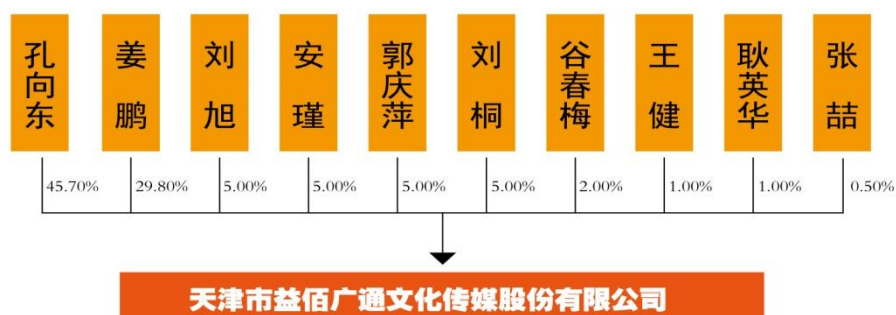 孔向东
姜鹏
刘旭
安瑾
郭庆萍
刘桐
谷春梅
王健
耿英华
张喆
45.70%
29.80%
5.00%
5.00%
5.00%
5.00%
2.00%
1.00%
1.00%
0.50%
天津市益佰广通文化传媒股份有限公司